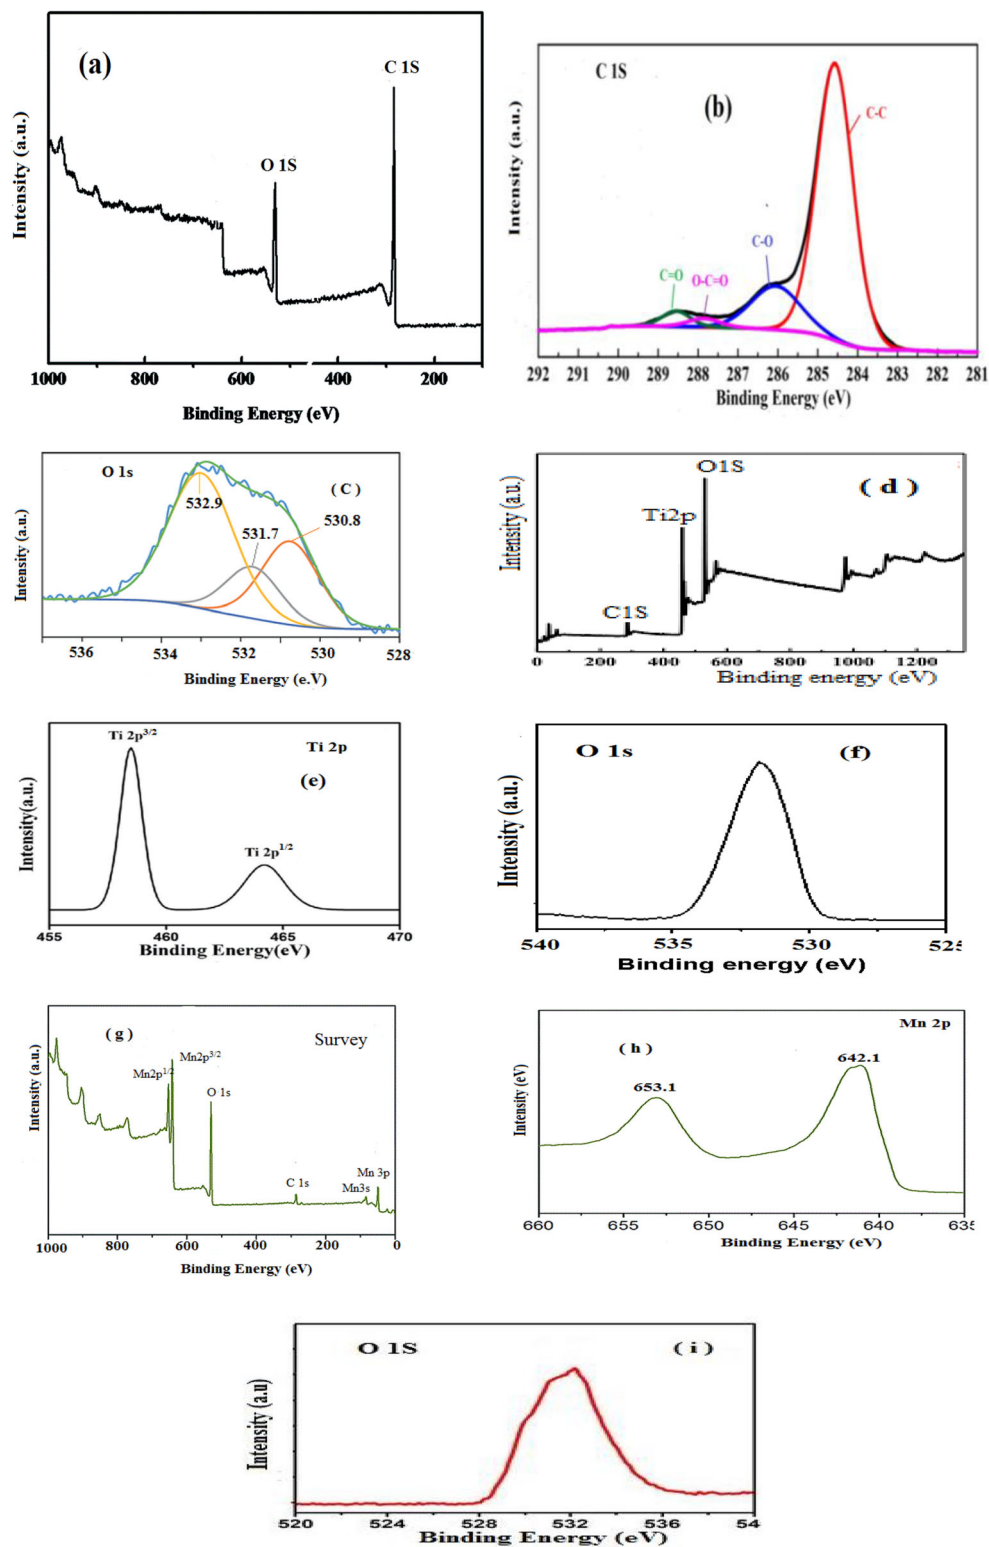 (a)
C 1S
O 1S
Intensity (a.u.)
1000 800 600 400 200
Binding Energy (eV)
C 1S
(b)
C-C
C-O
C=O
O-C=O
Intensity (a.u.)
292 291 290 289 288 287 286 285 284 283 282 281
Binding Energy (eV)
O 1s
( C )
532.9
531.7
530.8
Intensity (a.u.)
536 534 532 530 528
Binding Energy (e.V)
O1S
( d )
Ti2p
C1S
Intensity (a.u.)
0 200 400 600 800 1000 1200
Binding energy (eV)
Ti 2p3/2
Ti 2p
(e)
Ti 2p1/2
Intensity(a.u.)
455 460 465 470
Binding Energy(eV)
O 1s
(f)
Intensity (a.u.)
540 535 530 525
Binding energy (eV)
( g )
Survey
Mn2p3/2
Mn2p1/2
O 1s
Mn 3p
C 1s
Mn3s
Intensity (a.u.)
1000 800 600 400 200 0
Binding Energy (eV)
Mn 2p
( h )
642.1
653.1
Intensity (eV)
660 655 650 645 640 635
Binding Energy (eV)
O 1S
( i )
Intensity (a.u)
520 524 528 532 536 54
Binding Energy (eV)